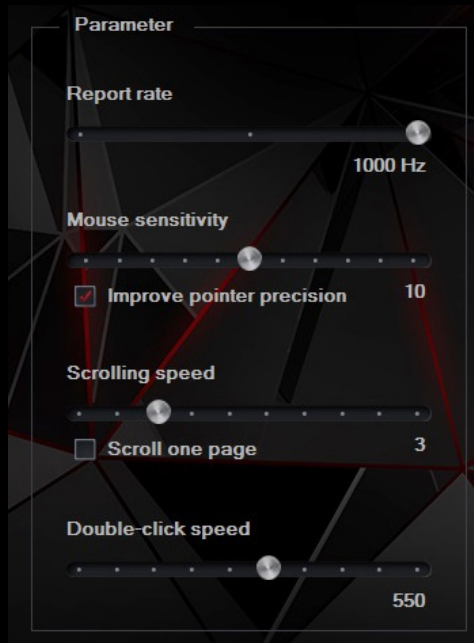 Parameter
Report rate
1000 Hz
Mouse sensitivity
Improve pointer precision 10
Scrolling speed
Scroll one page 3
Double-click speed
550